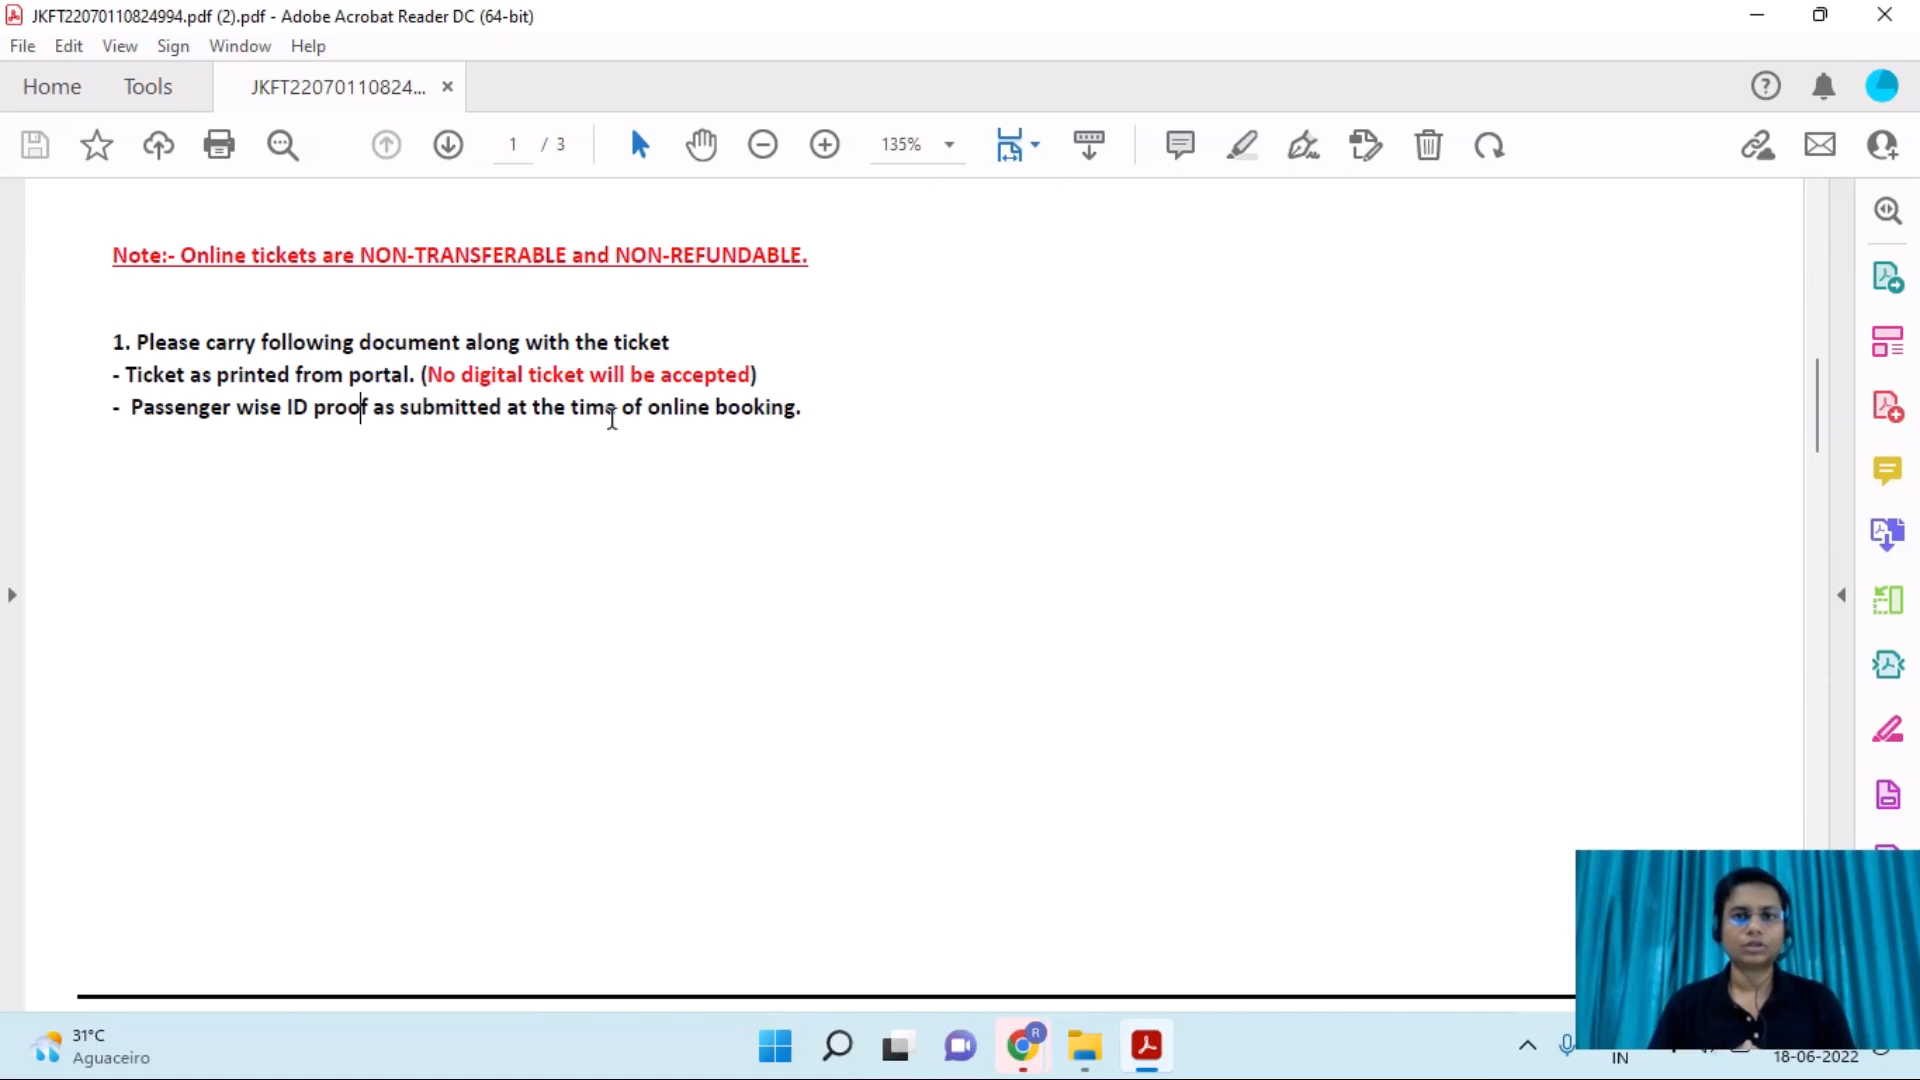 JKFT22070110824994.pdf (2).pdf - Adobe Acrobat Reader DC (64-bit)
File Edit View Sign Window Help
Home Tools JKFT22070110824...
1 / 3 135%
Note:- Online tickets are NON-TRANSFERABLE and NON-REFUNDABLE.
1. Please carry following document along with the ticket
- Ticket as printed from portal. (No digital ticket will be accepted)
- Passenger wise ID proof as submitted at the time of online booking.
31°C
Aguaceiro
R
IN
18-06-2022